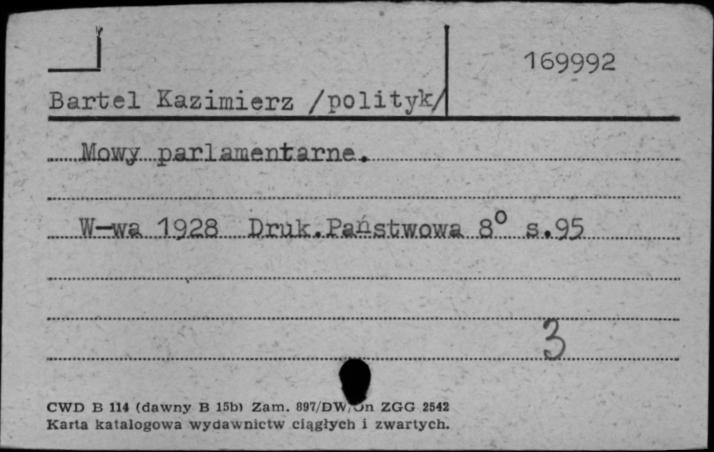 169992
Bartel Kazimierz /polityk/
Mowy parlamentarne.
W-wa 1928 Druk.Państwowa 8° s.95
3
CWD B 114 (dawny B 15b) Zam. 897/DW/Jn ZGG 2542
Karta katalogowa wydawnictw ciągłych i zwartych.